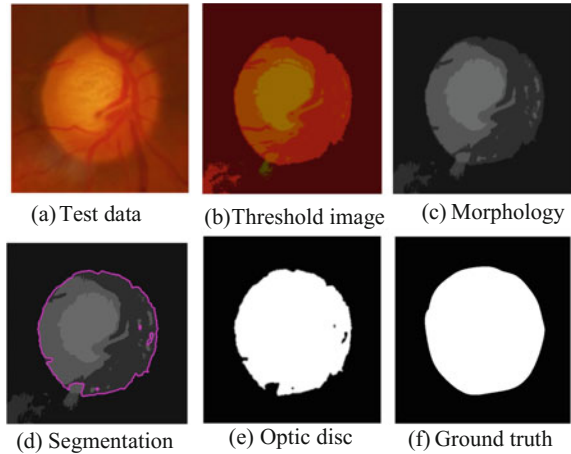 (a) Test data
(b)Threshold image
(c) Morphology
(d) Segmentation
(e) Optic disc
(f) Ground truth